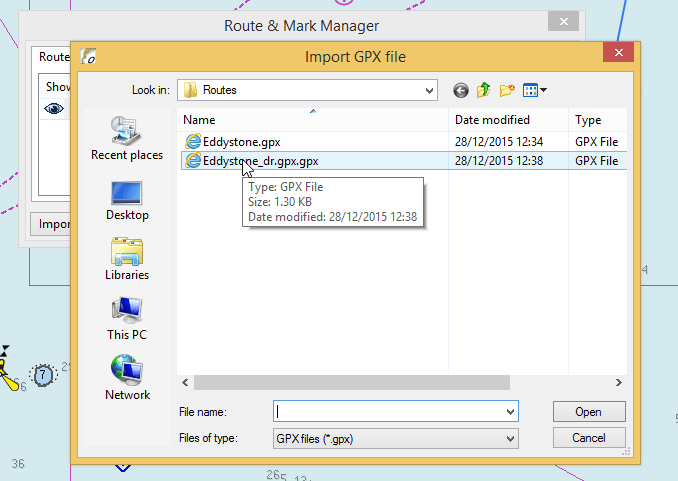 Route & Mark Manager
Import GPX file
Route
Show
Look in: Routes
Name Date modified Type
Eddystone.gpx 28/12/2015 12:34 GPX File
Eddystone_dr.gpx.gpx 28/12/2015 12:38 GPX File
Type: GPX File
Size: 1.30 KB
Date modified: 28/12/2015 12:38
Recent places
Desktop
Libraries
This PC
Network
Impor
File name: Open
Files of type: GPX files (*.gpx) Cancel
7
36